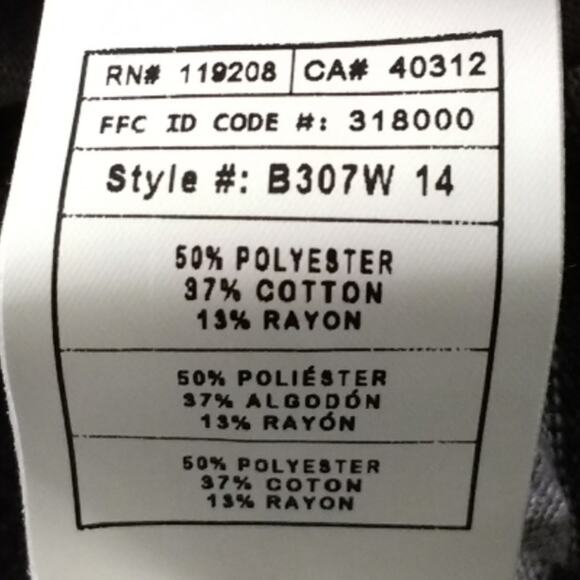 RN# 119208 CA# 40312
FFC ID CODE #: 318000
Style #: B307W 14
50% POLYESTER
37% COTTON
13% RAYON
50% POLIÉSTER
37% ALGODÓN
13% RAYÓN
50% POLYESTER
37% COTON
13% RAYON